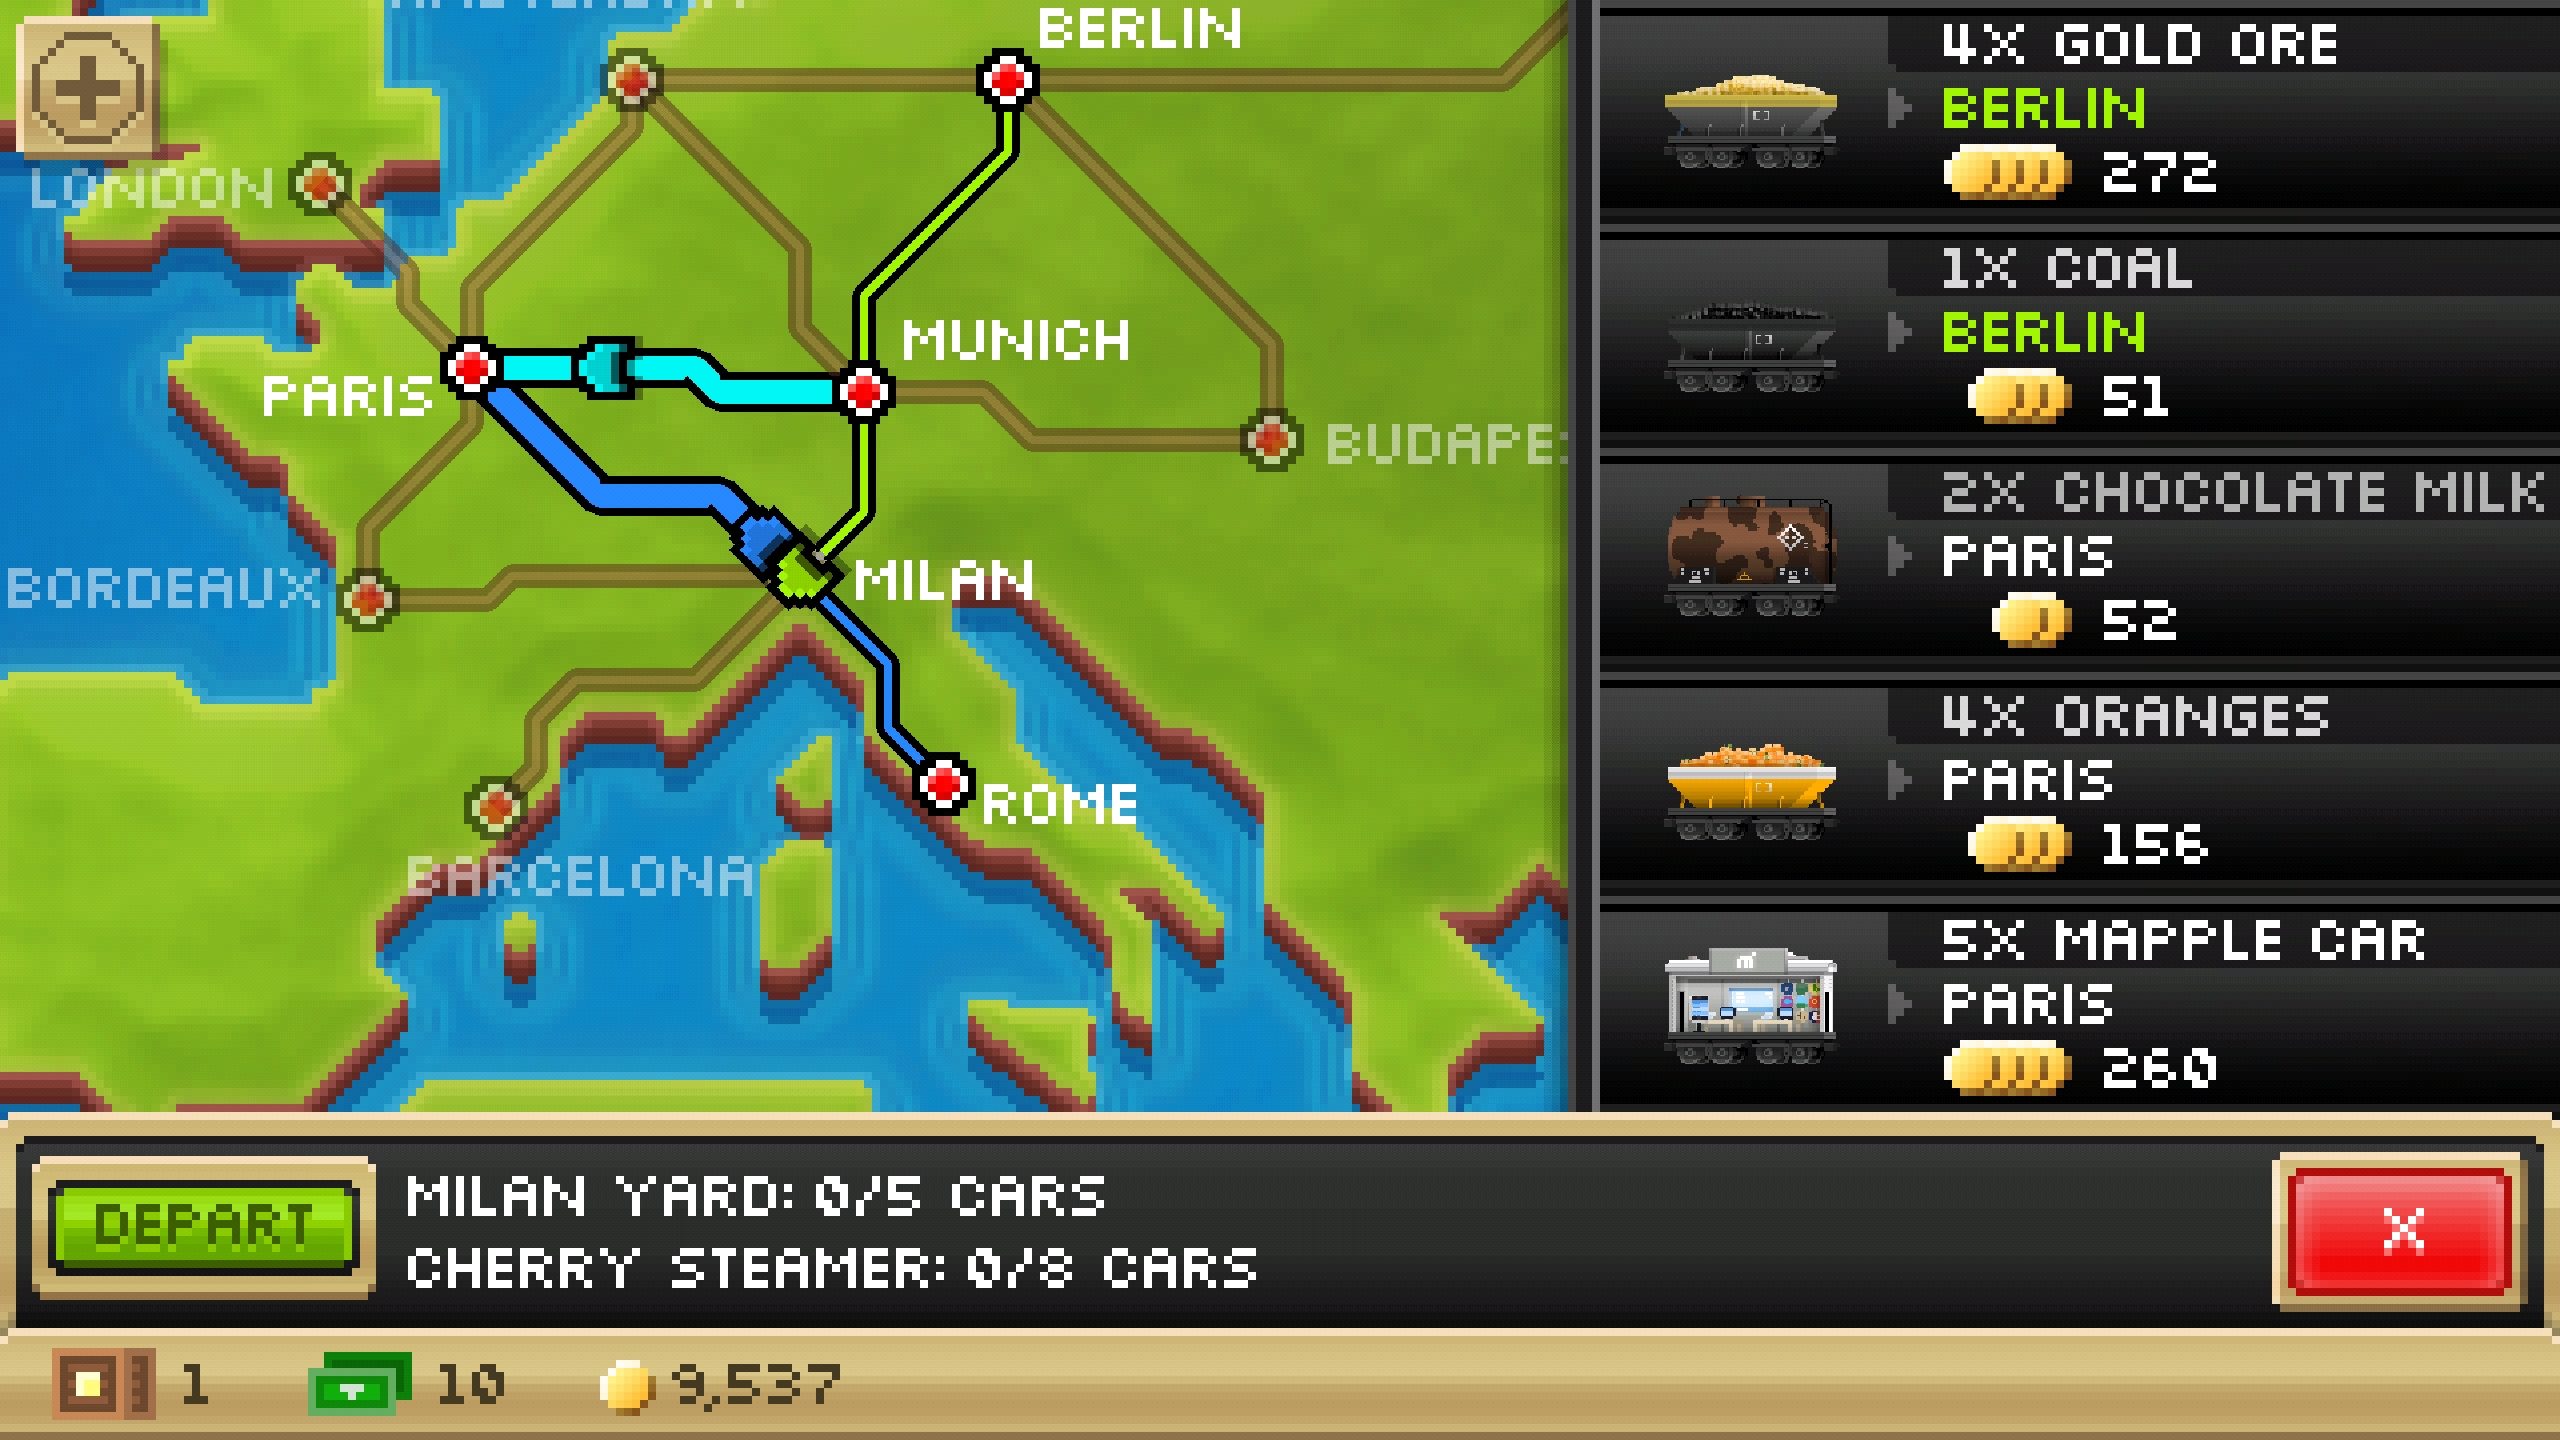 BERLIN
LONDON
MUNICH
PARIS
BUDAPES
MILAN
BORDEAUX
ROME
BARCELONA
4X GOLD ORE
BERLIN
272
1X COAL
BERLIN
51
2X CHOCOLATE MILK
PARIS
52
4X ORANGES
PARIS
156
m
5X MAPPLE CAR
PARIS
260
DEPART
MILAN YARD: 0/5 CARS
CHERRY STEAMER: 0/8 CARS
X
1
10
9,537